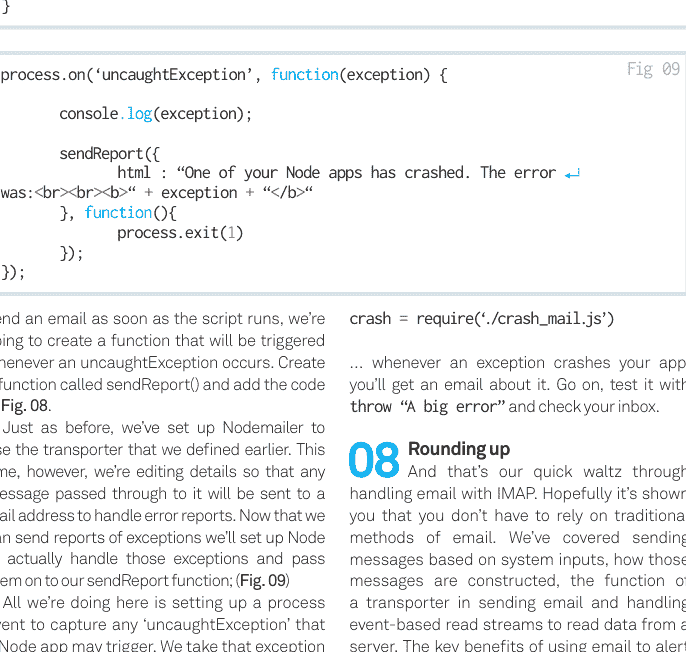 }
Fig 09
process.on(‘uncaughtException’, function(exception) {
console.log(exception);
sendReport({
html : “One of your Node apps has crashed. The error ↵
was:<br><br><b>“ + exception + “</b>“
}, function(){
process.exit(1)
});
});
end an email as soon as the script runs, we’re
oing to create a function that will be triggered
henever an uncaughtException occurs. Create
function called sendReport() and add the code
Fig. 08.
Just as before, we’ve set up Nodemailer to
se the transporter that we defined earlier. This
me, however, we’re editing details so that any
essage passed through to it will be sent to a
ail address to handle error reports. Now that we
an send reports of exceptions we’ll set up Node
actually handle those exceptions and pass
em on to our sendReport function; (Fig. 09)
All we’re doing here is setting up a process
vent to capture any ‘uncaughtException’ that
Node app may trigger. We take that exception
crash = require(‘./crash_mail.js’)
... whenever an exception crashes your app
you’ll get an email about it. Go on, test it with
throw “A big error” and check your inbox.
08 Rounding up
And that’s our quick waltz through
handling email with IMAP. Hopefully it’s shown
you that you don’t have to rely on traditional
methods of email. We’ve covered sending
messages based on system inputs, how those
messages are constructed, the function of
a transporter in sending email and handling
event-based read streams to read data from a
server. The key benefits of using email to alert